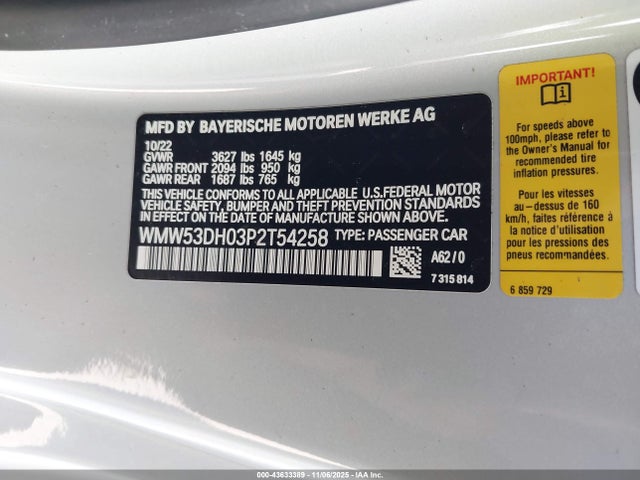 MFD BY BAYERISCHE MOTOREN WERKE AG
10/22
GVWR 3627 lbs 1645 kg
GAWR FRONT 2094 lbs 950 kg
GAWR REAR 1687 lbs 765 kg
THIS VEHICLE CONFORMS TO ALL APPLICABLE U.S.FEDERAL MOTOR
VEHICLE SAFETY, BUMPER AND THEFT PREVENTION STANDARDS
IN EFFECT ON THE DATE OF MANUFACTURE SHOWN ABOVE.
WMW53DH03P2T54258 TYPE: PASSENGER CAR
A62/0
7 315 814
IMPORTANT!
For speeds above
100mph, please refer to
the Owner's Manual for
recommended tire
inflation pressures.
Pour les vitesses
au-dessus de 160
km/h, faites référence à
la notice d'utilisation
pour les pressions des
pneus recommandées.
6 859 729
000-43633389 - 11/06/2025 - IAA Inc.